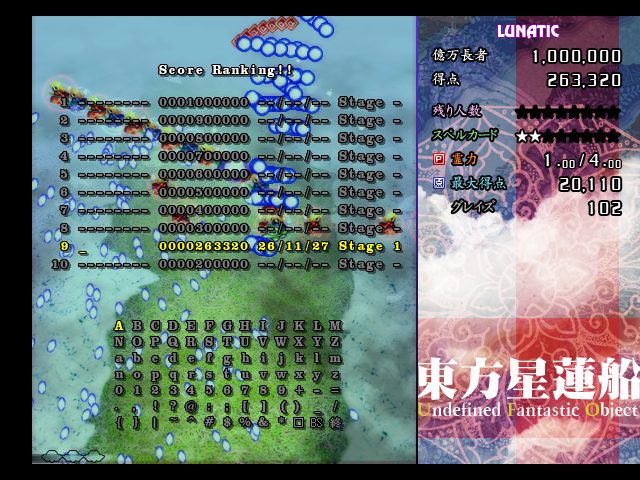 Score Ranking!!
1 -------- 0001000000 --/--/-- Stage -
2 -------- 0000900000 --/--/-- Stage -
3 -------- 0000800000 --/--/-- Stage -
4 -------- 0000700000 --/--/-- Stage -
5 -------- 0000600000 --/--/-- Stage -
6 -------- 0000500000 --/--/-- Stage -
7 -------- 0000400000 --/--/-- Stage -
8 -------- 0000300000 --/--/-- Stage -
9 _ 0000263320 26/11/27 Stage 1
10 -------- 0000200000 --/--/-- Stage -
A B C D E F G H I J K L M
N O P Q R S T U V W X Y Z
a b c d e f g h i j k l m
n o p q r s t u v w x y z
0 1 2 3 4 5 6 7 8 9 + - =
. , ! ? @ : ; [ ] ( ) _ /
{ } | ~ ^ # $ % & * □ BS 終
LUNATIC
億万長者 1,000,000
得点 263,320
残り人数 ★★★★★★★★★
スペルカード ★★★★★★★★★
P 霊力 1.00/4.00
点 最大得点 20,110
グレイズ 102
東方星蓮船
Undefined Fantastic Object